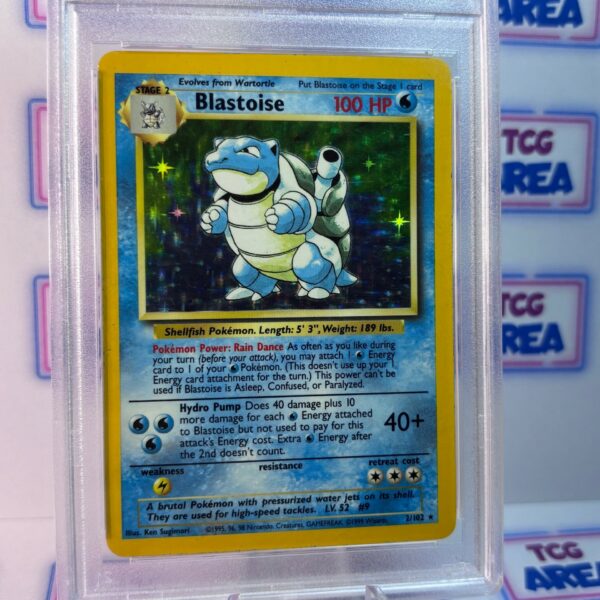 Evolves from Wartortle Put Blastoise on the Stage 1 card
STAGE 2
Blastoise 100 HP
Shellfish Pokémon. Length: 5' 3", Weight: 189 lbs.
Pokémon Power: Rain Dance As often as you like during
your turn (before your attack), you may attach 1 Energy
card to 1 of your Pokémon. (This doesn't use up your 1
Energy card attachment for the turn.) This power can't be
used if Blastoise is Asleep, Confused, or Paralyzed.
Hydro Pump Does 40 damage plus 10
more damage for each Energy attached
to Blastoise but not used to pay for this
attack's Energy cost. Extra Energy after
the 2nd doesn't count.
40+
weakness resistance retreat cost
A brutal Pokémon with pressurized water jets on its shell.
They are used for high-speed tackles. LV. 52 #9
Illus. Ken Sugimori ©1995, 96, 98 Nintendo, Creatures, GAMEFREAK. ©1999 Wizards. 2/102 ★
TCG
AREA
TCG
AREA
TCG
AREA
TCG
AREA